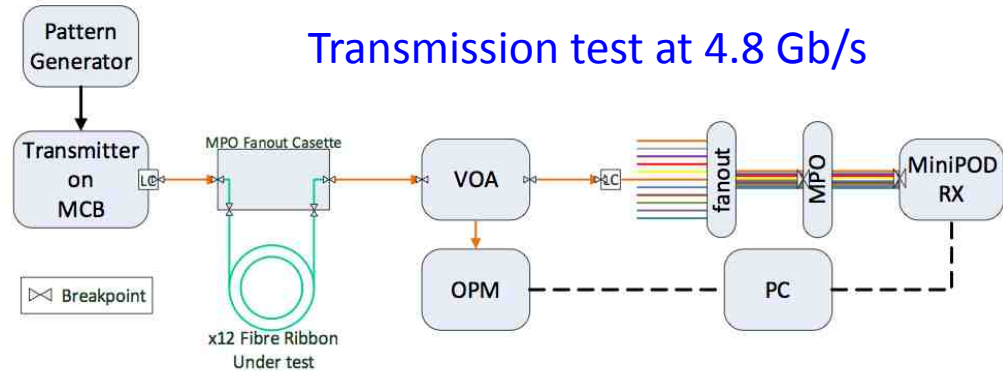 Pattern
Generator
Transmission test at 4.8 Gb/s
Transmitter
on
MCB
LC
MPO Fanout Casette
VOA
LC
fanout
MPO
MiniPOD
RX
OPM
PC
Breakpoint
x12 Fibre Ribbon
Under test